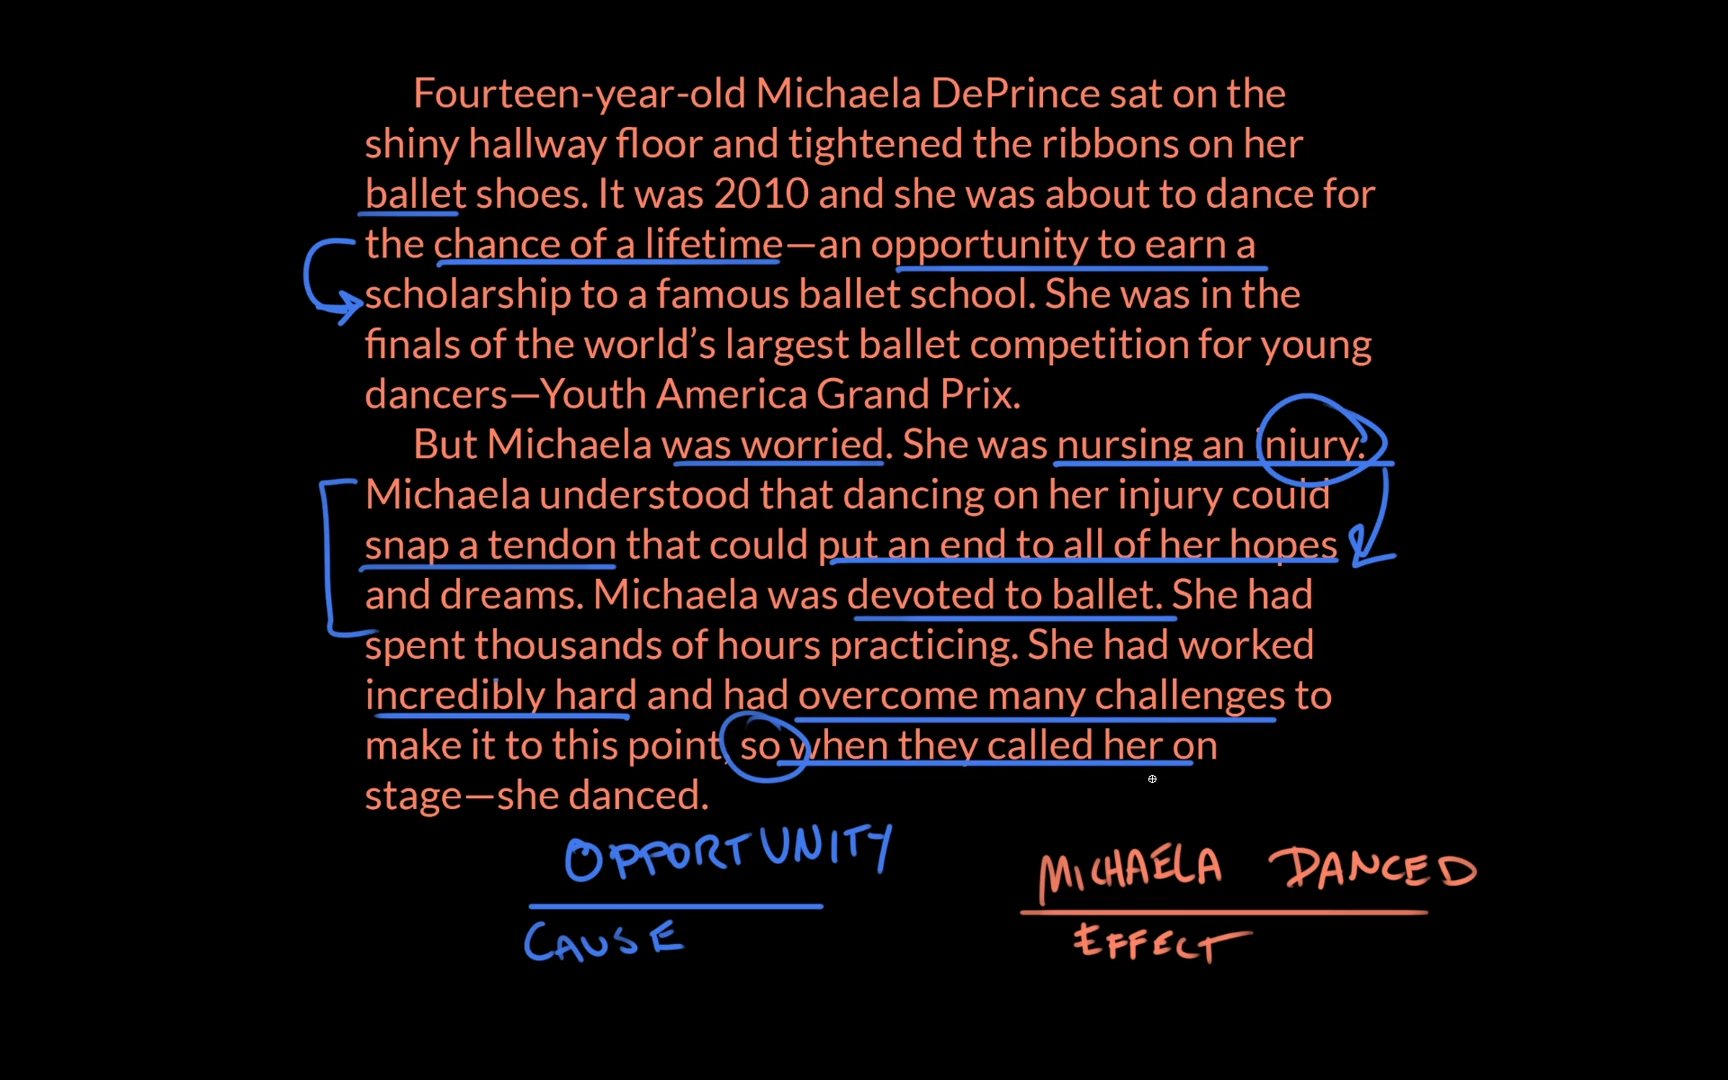 Fourteen-year-old Michaela DePrince sat on the
shiny hallway floor and tightened the ribbons on her
ballet shoes. It was 2010 and she was about to dance for
the chance of a lifetime—an opportunity to earn a
scholarship to a famous ballet school. She was in the
finals of the world’s largest ballet competition for young
dancers—Youth America Grand Prix.
But Michaela was worried. She was nursing an injury.
Michaela understood that dancing on her injury could
snap a tendon that could put an end to all of her hopes
and dreams. Michaela was devoted to ballet. She had
spent thousands of hours practicing. She had worked
incredibly hard and had overcome many challenges to
make it to this point, so when they called her on
stage—she danced.
OPPORTUNITY
CAUSE
MICHAELA DANCED
EFFECT